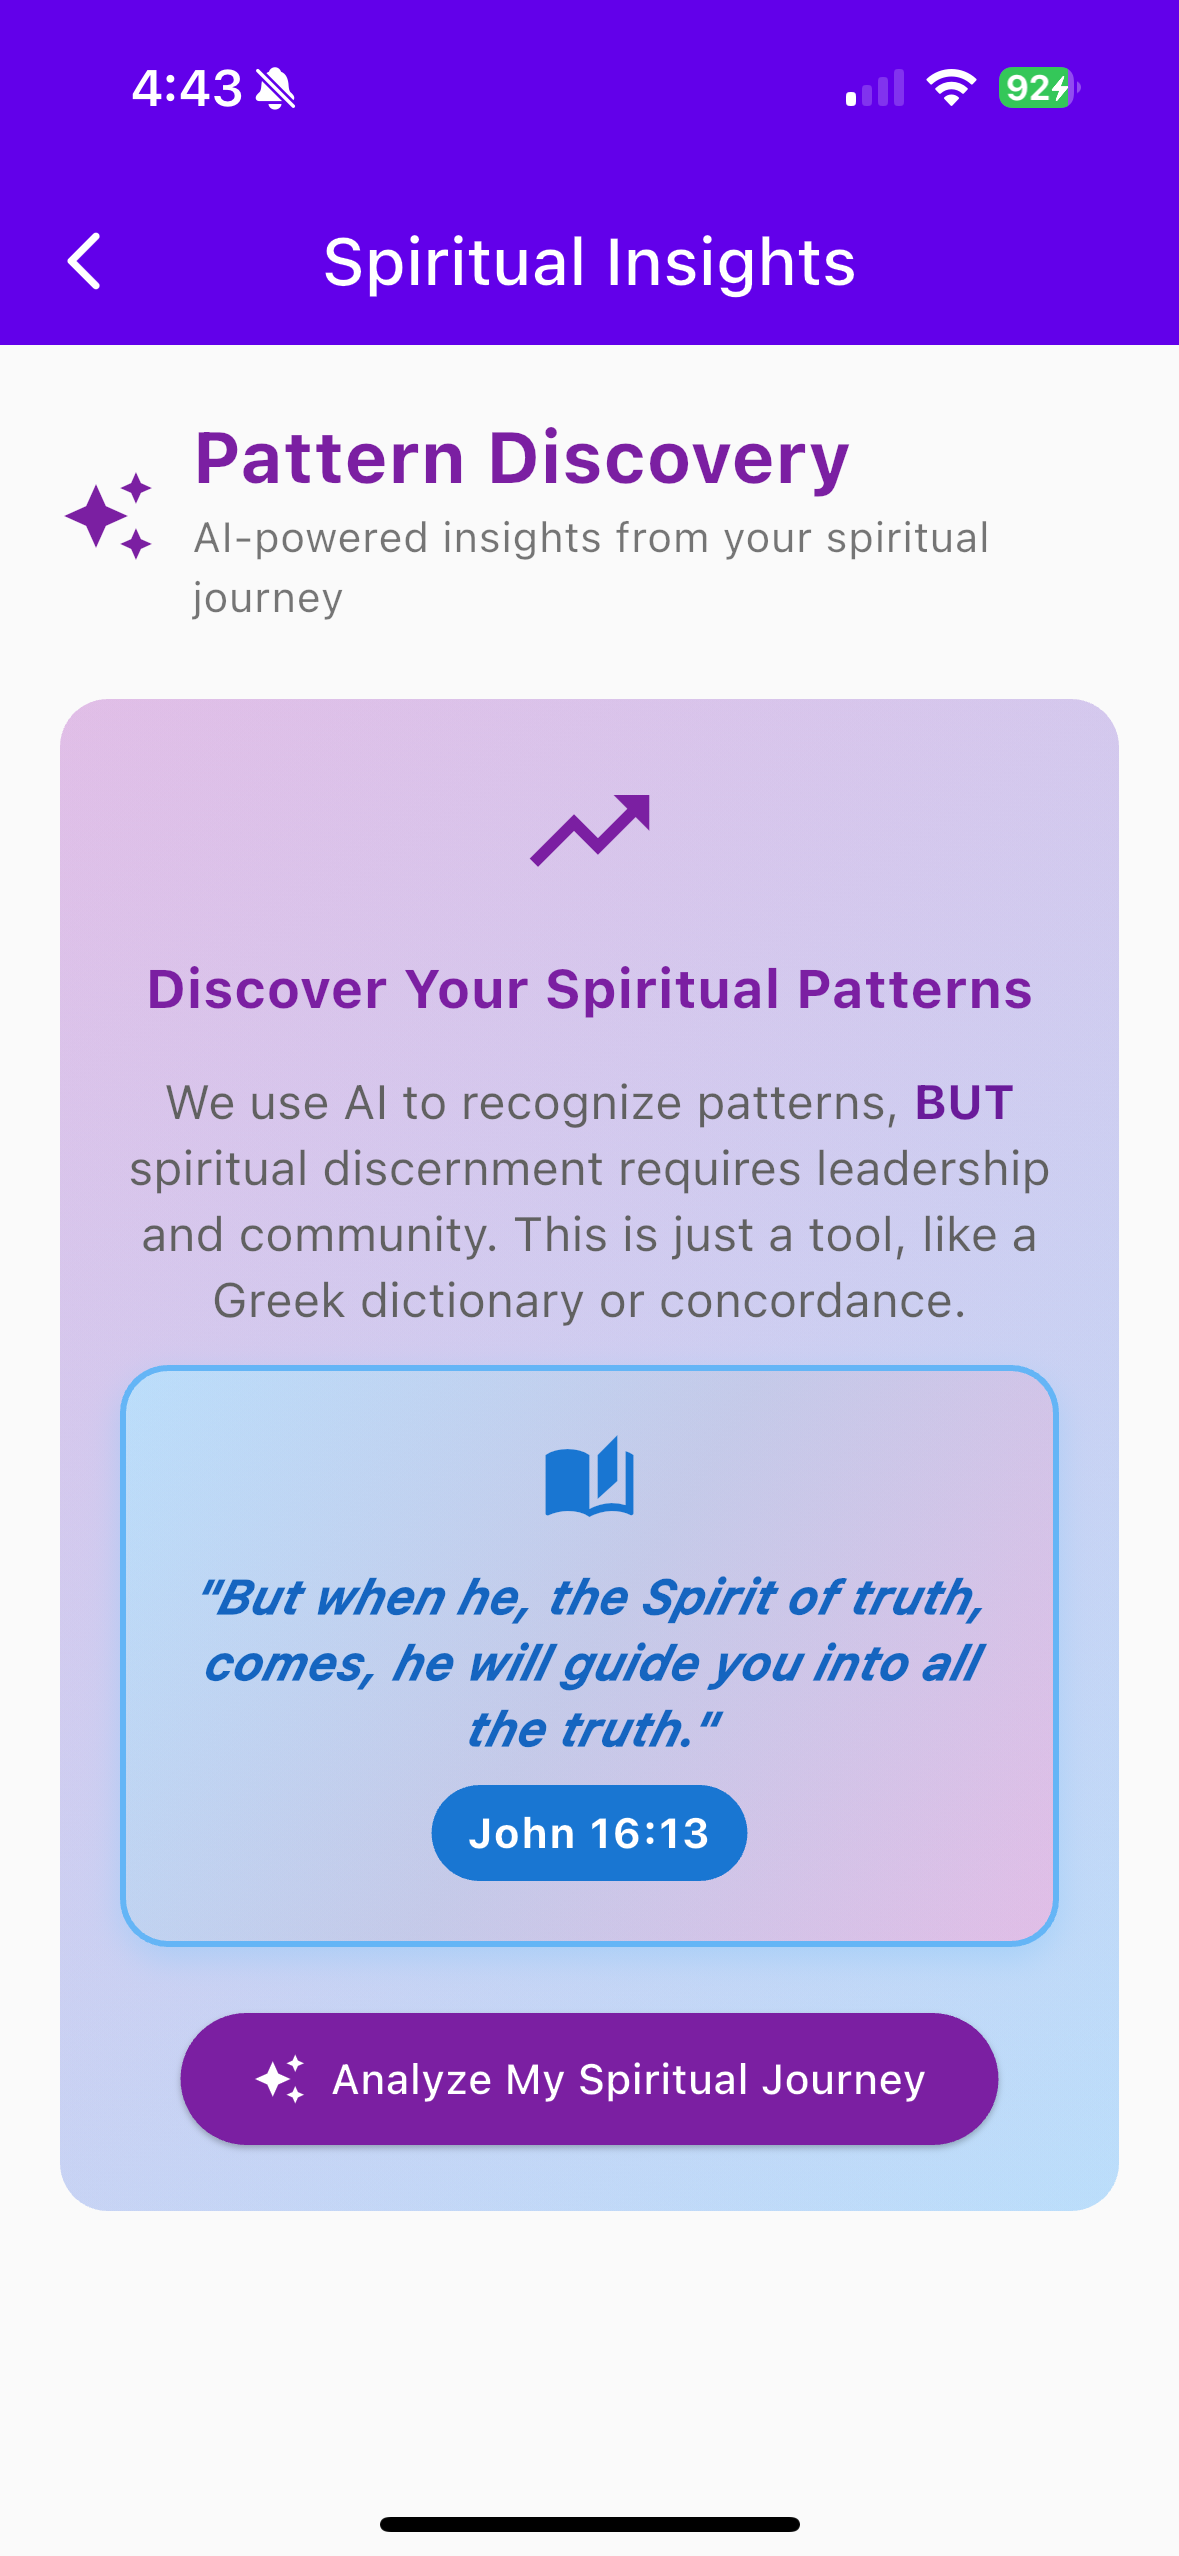 4:43
92
Spiritual Insights
Pattern Discovery
AI-powered insights from your spiritual
journey
Discover Your Spiritual Patterns
We use AI to recognize patterns, BUT
spiritual discernment requires leadership
and community. This is just a tool, like a
Greek dictionary or concordance.
"But when he, the Spirit of truth,
comes, he will guide you into all
the truth."
John 16:13
Analyze My Spiritual Journey